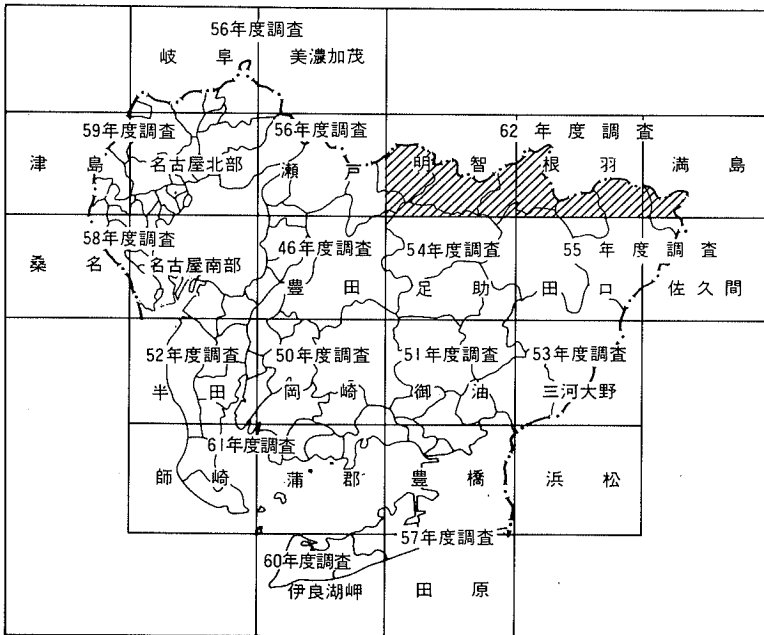 56年度調査
岐阜 美濃加茂
59年度調査 56年度調査 62年度調査
津島 名古屋北部 瀬戸 明智 根羽 満島
58年度調査 46年度調査 54年度調査 55年度調査
桑名 名古屋南部 豊田 足助 田口 佐久間
52年度調査 50年度調査 51年度調査 53年度調査
半田 岡崎 御油 三河大野
61年度調査
師崎 蒲郡 豊橋 浜松
57年度調査
60年度調査
伊良湖岬 田原